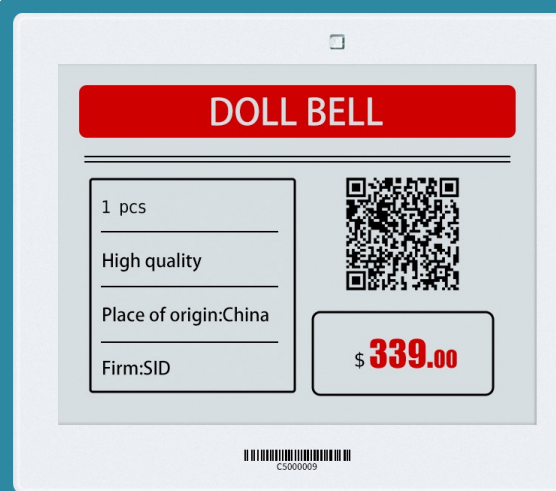 DOLL BELL
1 pcs
High quality
Place of origin:China
Firm:SID
$ 339.00
C5000009